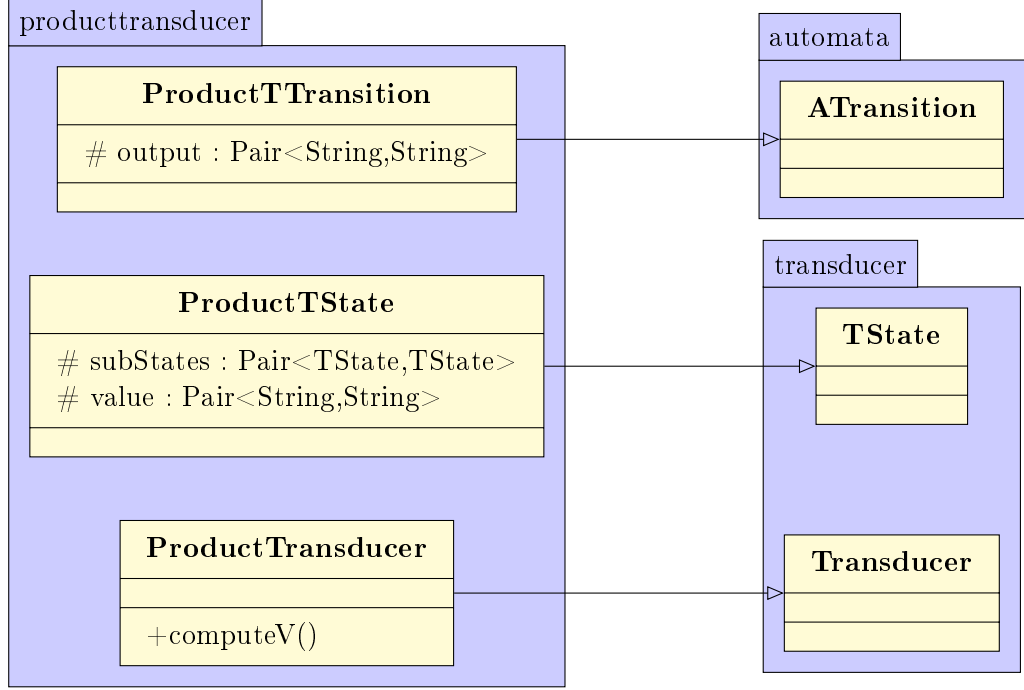 producttransducer
ProductTTransition
# output : Pair<String,String>
ProductTState
# subStates : Pair<TState,TState>
# value : Pair<String,String>
ProductTransducer
+computeV()
automata
ATransition
transducer
TState
Transducer